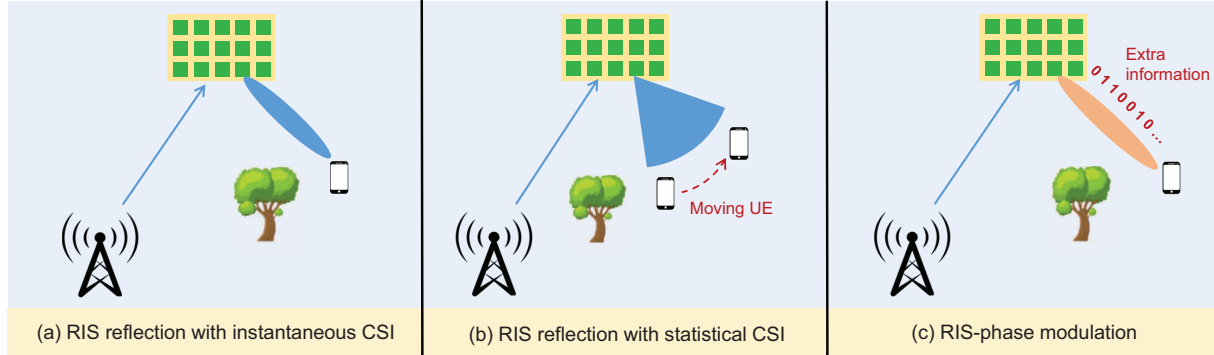 Extra
information
0110010...
Moving UE
(a) RIS reflection with instantaneous CSI
(b) RIS reflection with statistical CSI
(c) RIS-phase modulation